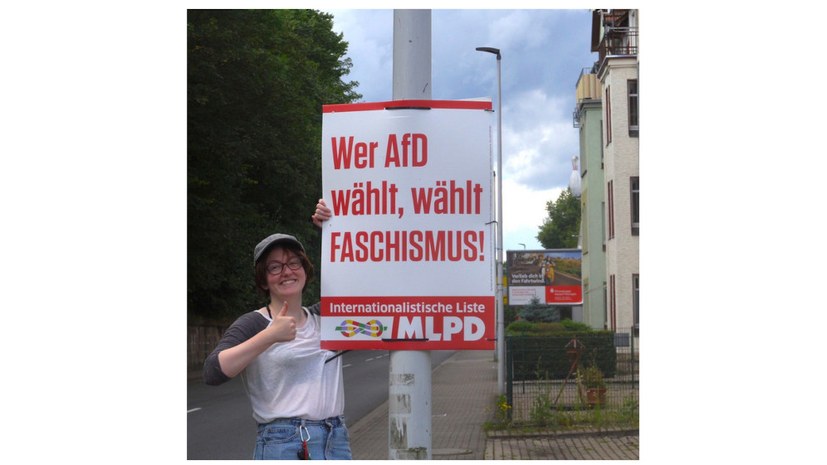 Wer AfD
wählt, wählt
FASCHISMUS!
Internationalistische Liste
MLPD